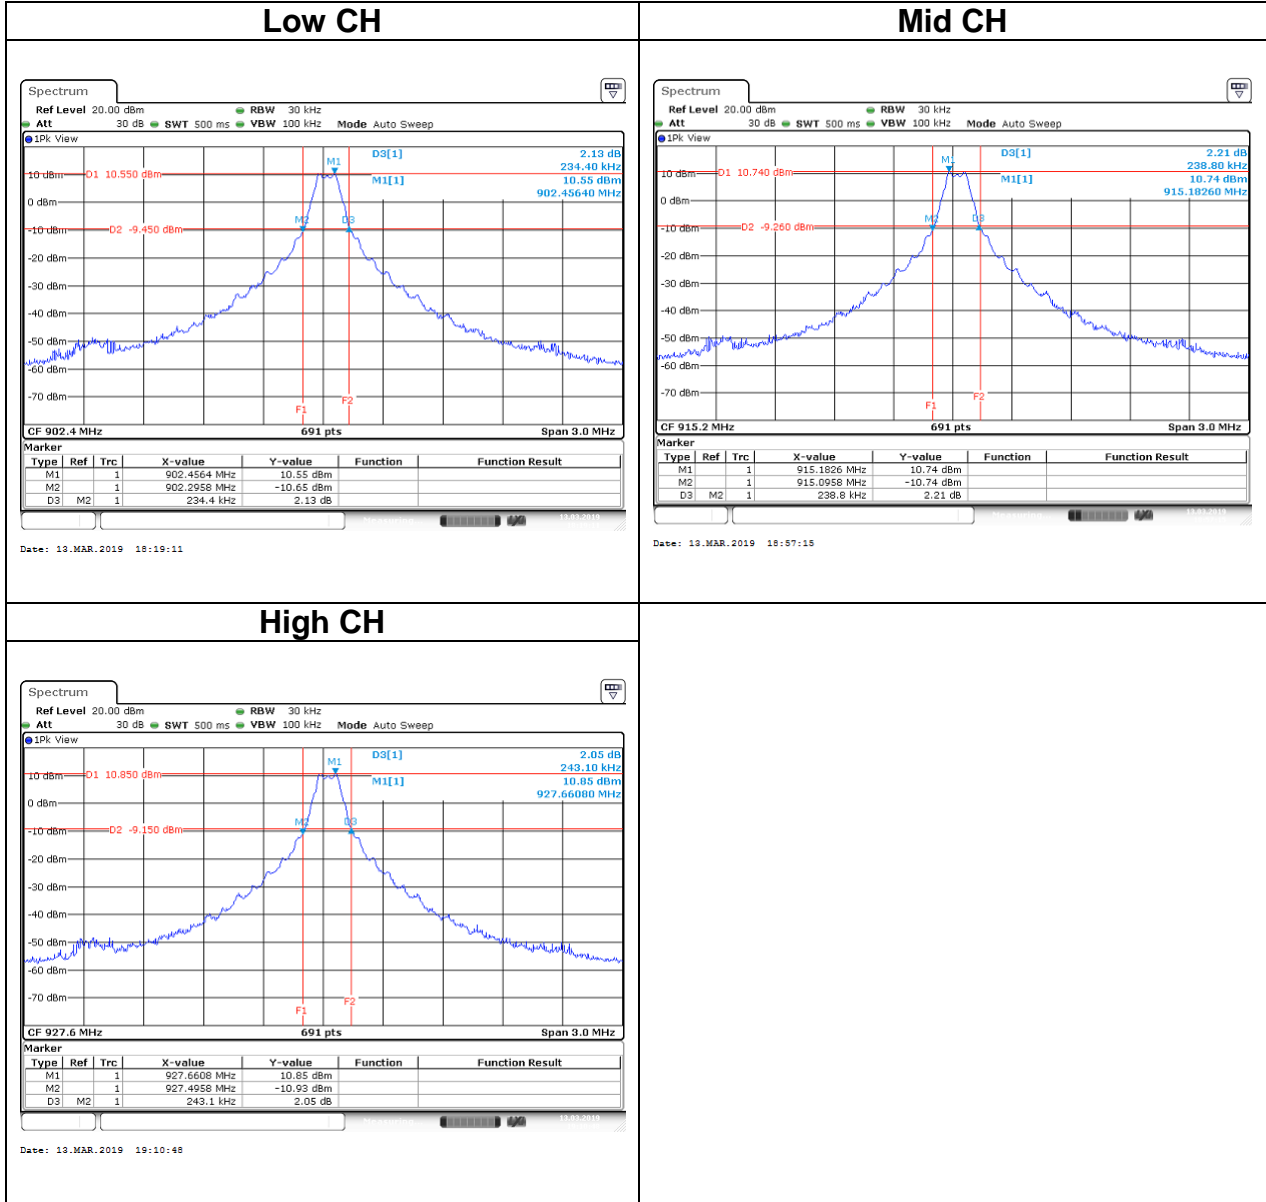 Low CH
Mid CH
Spectrum
Ref Level 20.00 dBm RBW 30 kHz
Att 30 dB SWT 500 ms VBW 100 kHz Mode Auto Sweep
1Pk View
D3[1] 2.13 dB
234.40 kHz
M1[1] 10.55 dBm
902.45640 MHz
M1
10 dBm
D1 10.550 dBm
0 dBm
M2
D3
-10 dBm
D2 -9.450 dBm
-20 dBm
-30 dBm
-40 dBm
-50 dBm
-60 dBm
-70 dBm
F1
F2
CF 902.4 MHz 691 pts Span 3.0 MHz
Marker
Type Ref Trc X-value Y-value Function Function Result
M1 1 902.4564 MHz 10.55 dBm
M2 1 902.2958 MHz -10.65 dBm
D3 M2 1 234.4 kHz 2.13 dB
13.03.2019
Date: 13.MAR.2019 18:19:11
Spectrum
Ref Level 20.00 dBm RBW 30 kHz
Att 30 dB SWT 500 ms VBW 100 kHz Mode Auto Sweep
1Pk View
D3[1] 2.21 dB
238.80 kHz
M1[1] 10.74 dBm
915.18260 MHz
M1
10 dBm
D1 10.740 dBm
0 dBm
M2
D3
-10 dBm
D2 -9.260 dBm
-20 dBm
-30 dBm
-40 dBm
-50 dBm
-60 dBm
-70 dBm
F1
F2
CF 915.2 MHz 691 pts Span 3.0 MHz
Marker
Type Ref Trc X-value Y-value Function Function Result
M1 1 915.1826 MHz 10.74 dBm
M2 1 915.0958 MHz -10.74 dBm
D3 M2 1 238.8 kHz 2.21 dB
Date: 13.MAR.2019 18:57:15
High CH
Spectrum
Ref Level 20.00 dBm RBW 30 kHz
Att 30 dB SWT 500 ms VBW 100 kHz Mode Auto Sweep
1Pk View
D3[1] 2.05 dB
243.10 kHz
M1[1] 10.85 dBm
927.66080 MHz
M1
10 dBm
D1 10.850 dBm
0 dBm
M2
D3
-10 dBm
D2 -9.150 dBm
-20 dBm
-30 dBm
-40 dBm
-50 dBm
-60 dBm
-70 dBm
F1
F2
CF 927.6 MHz 691 pts Span 3.0 MHz
Marker
Type Ref Trc X-value Y-value Function Function Result
M1 1 927.6608 MHz 10.85 dBm
M2 1 927.4958 MHz -10.93 dBm
D3 M2 1 243.1 kHz 2.05 dB
Measuring 13.03.2019
Date: 13.MAR.2019 19:10:48